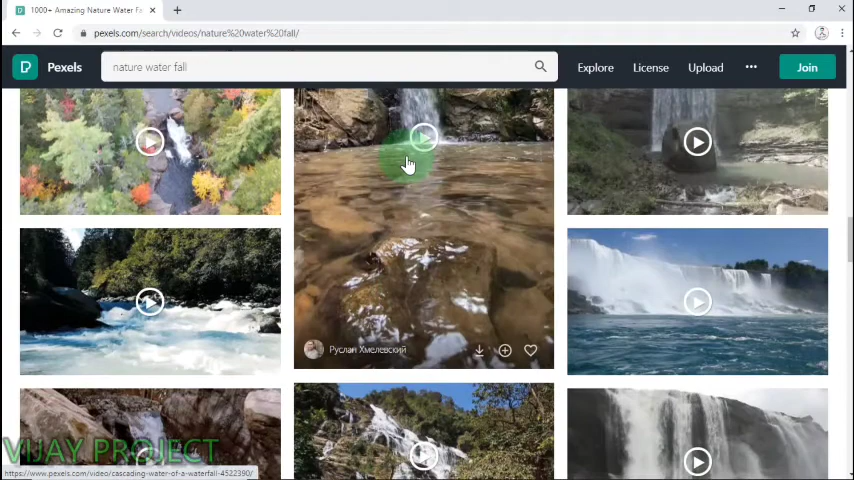 1000+ Amazing Nature Water Fa
pexels.com/search/videos/nature%20water%20fall/
Pexels
nature water fall
Explore
License
Upload
Join
Руслан Хмелевский
VIJAY PROJECT
https://www.pexels.com/video/cascading-water-of-a-waterfall-4522390/